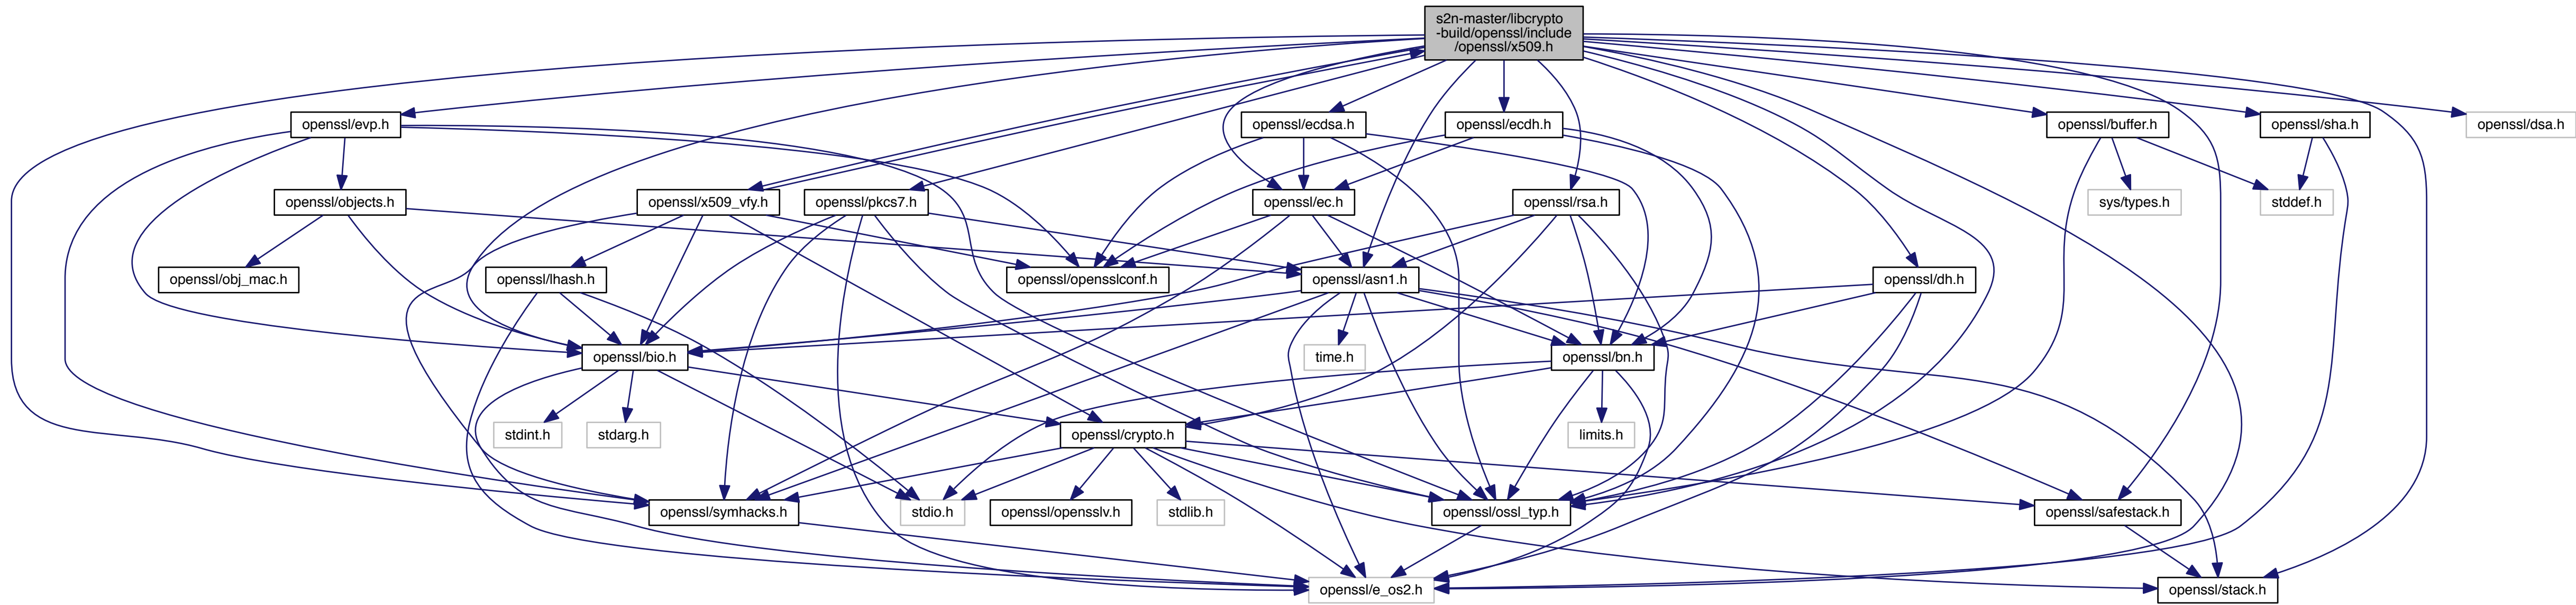 s2n-master/libcrypto
-build/openssl/include
/openssl/x509.h
openssl/evp.h
openssl/ecdsa.h
openssl/ecdh.h
openssl/buffer.h
openssl/sha.h
openssl/dsa.h
openssl/objects.h
openssl/x509_vfy.h
openssl/pkcs7.h
openssl/ec.h
openssl/rsa.h
sys/types.h
stddef.h
openssl/obj_mac.h
openssl/lhash.h
openssl/opensslconf.h
openssl/asn1.h
openssl/dh.h
openssl/bio.h
time.h
openssl/bn.h
stdint.h
stdarg.h
openssl/crypto.h
limits.h
openssl/symhacks.h
stdio.h
openssl/opensslv.h
stdlib.h
openssl/ossl_typ.h
openssl/safestack.h
openssl/e_os2.h
openssl/stack.h